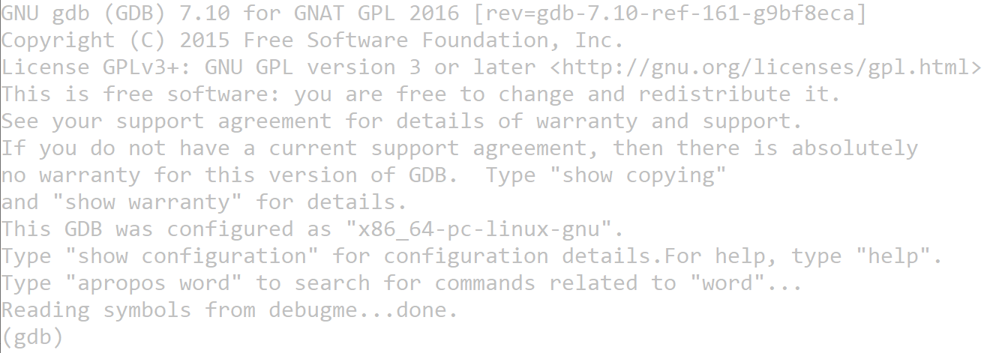 GNU gdb (GDB) 7.10 for GNAT GPL 2016 [rev=gdb-7.10-ref-161-g9bf8eca]
Copyright (C) 2015 Free Software Foundation, Inc.
License GPLv3+: GNU GPL version 3 or later <http://gnu.org/licenses/gpl.html>
This is free software: you are free to change and redistribute it.
See your support agreement for details of warranty and support.
If you do not have a current support agreement, then there is absolutely
no warranty for this version of GDB.  Type "show copying"
and "show warranty" for details.
This GDB was configured as "x86_64-pc-linux-gnu".
Type "show configuration" for configuration details.For help, type "help".
Type "apropos word" to search for commands related to "word"...
Reading symbols from debugme...done.
(gdb)